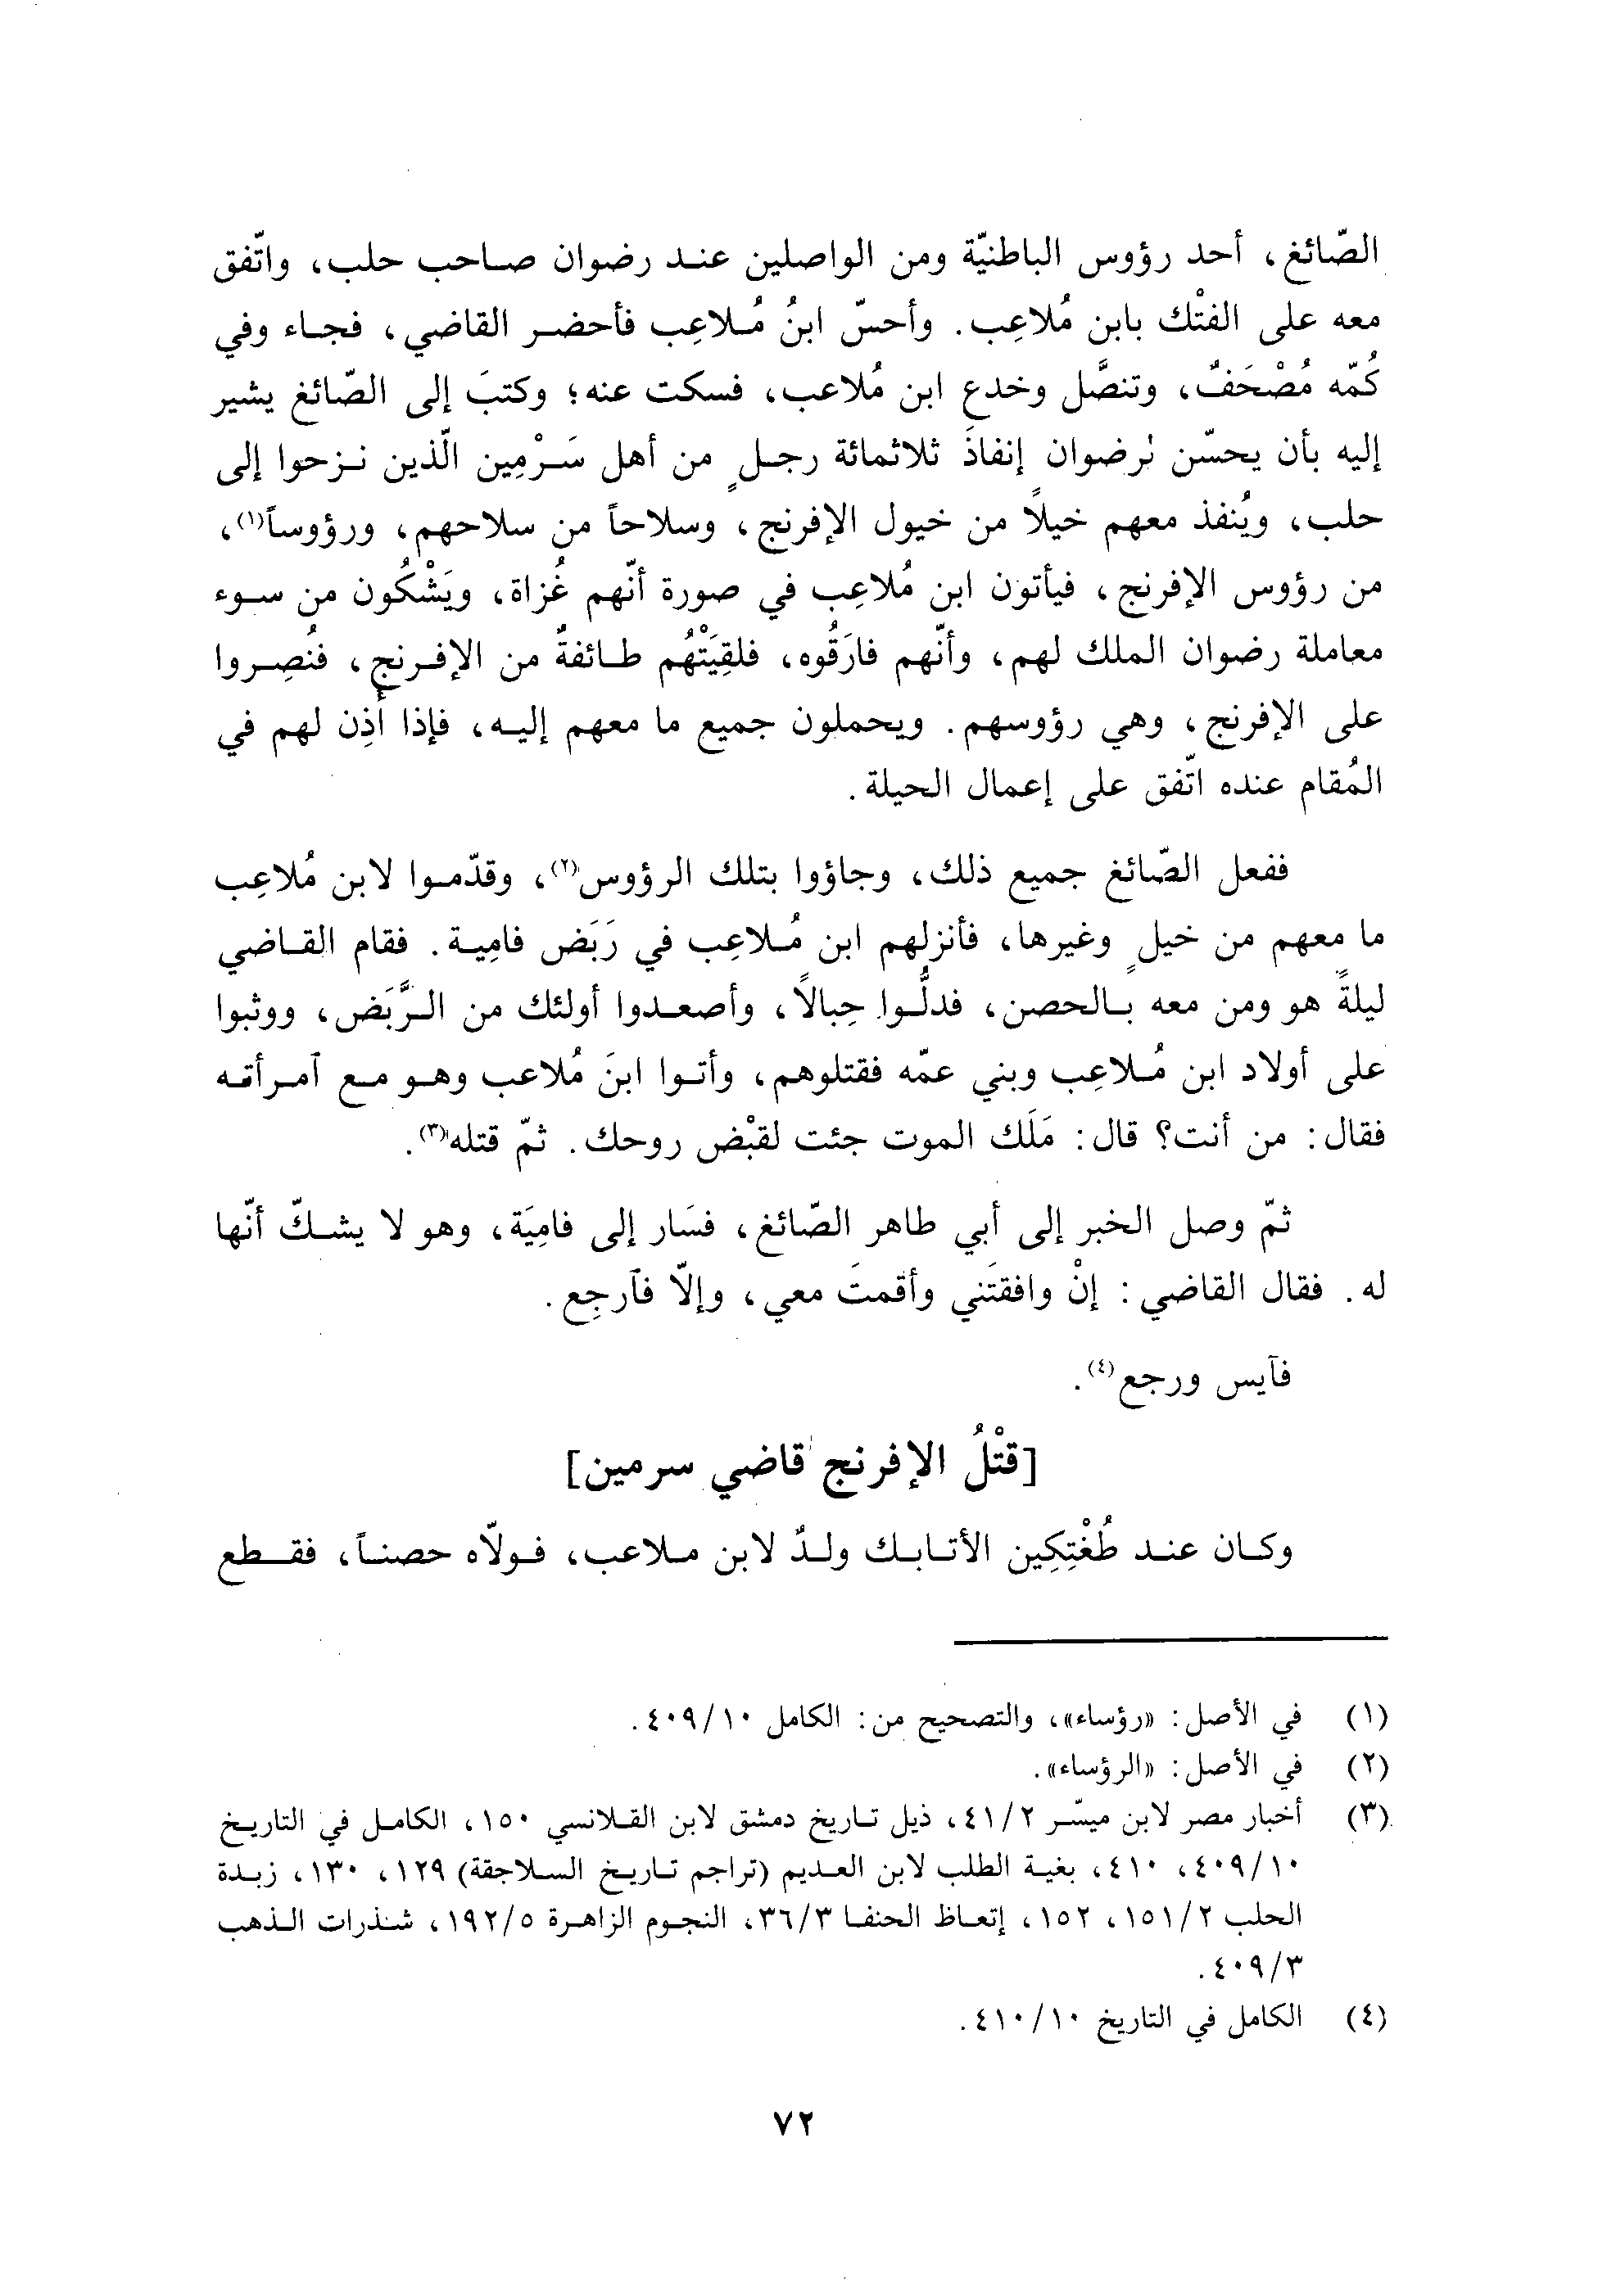 الصّائغ، أحد رؤوس الباطنيّة ومن الواصلين عند رضوان صاحب حلب، واتّفق
معه على الفتْك بابن مُلاعِب. وأحسّ ابنُ مُلاعِب فأحضر القاضي، فجاء وفي
كُمّه مُصْحَفٌ، وتنصَّل وخدع ابن مُلاعب، فسكت عنه؛ وكتبَ إلى الصّائغ يشير
إليه بأن يحسّن لرضوان إنفاذَ ثلاثمائة رجلٍ من أهل سَرْمِين الّذين نزحوا إلى
حلب، ويُنفذ معهم خيلاً من خيول الإفرنج، وسلاحاً من سلاحهم، ورؤوساً(١)،
من رؤوس الإفرنج، فيأتون ابن مُلاعِب في صورة أنّهم غُزاة، ويَشْكُون من سوء
معاملة رضوان الملك لهم، وأنّهم فارَقُوه، فلقِيَتْهُم طائفةٌ من الإفرنج، فنُصِروا
على الإفرنج، وهي رؤوسهم. ويحملون جميع ما معهم إليه، فإذا أَذِن لهم في
المُقام عنده اتّفق على إعمال الحيلة.
ففعل الصّائغ جميع ذلك، وجاؤوا بتلك الرؤوس(٢)، وقدّموا لابن مُلاعِب
ما معهم من خيلٍ وغيرها، فأنزلهم ابن مُلاعِب في رَبَض فامِية. فقام القاضي
ليلةً هو ومن معه بالحصن، فدلُّوا حِبالاً، وأصعدوا أولئك من الرَّبَض، ووثبوا
على أولاد ابن مُلاعِب وبني عمّه فقتلوهم، وأتوا ابنَ مُلاعب وهو مع آمرأته
فقال: من أنت؟ قال: مَلَك الموت جئت لقبْض روحك. ثمّ قتله(٣).
ثمّ وصل الخبر إلى أبي طاهر الصّائغ، فسَار إلى فامِيَة، وهو لا يشكّ أنّها
له. فقال القاضي: إنْ وافقتَني وأقمتَ معي، وإلّا فآرجِع.
فآيس ورجع(٤).
[قتْلُ الإفرنج قاضي سرمين]
وكان عند طُغْتِكِين الأتابك ولدٌ لابن ملاعب، فولّاه حصناً، فقطع
(١) في الأصل: «رؤساء»، والتصحيح من: الكامل ٤٠٩/١٠.
(٢) في الأصل: «الرؤساء».
(٣) أخبار مصر لابن ميسّر ٤١/٢، ذيل تاريخ دمشق لابن القلانسي ١٥٠، الكامل في التاريخ
٤٠٩/١٠، ٤١٠، بغية الطلب لابن العديم (تراجم تاريخ السلاجقة) ١٢٩، ١٣٠، زبدة
الحلب ١٥١/٢، ١٥٢، إتعاظ الحنفا ٣٦/٣، النجوم الزاهرة ١٩٢/٥، شذرات الذهب
٤٠٩/٣.
(٤) الكامل في التاريخ ٤١٠/١٠.
٧٢